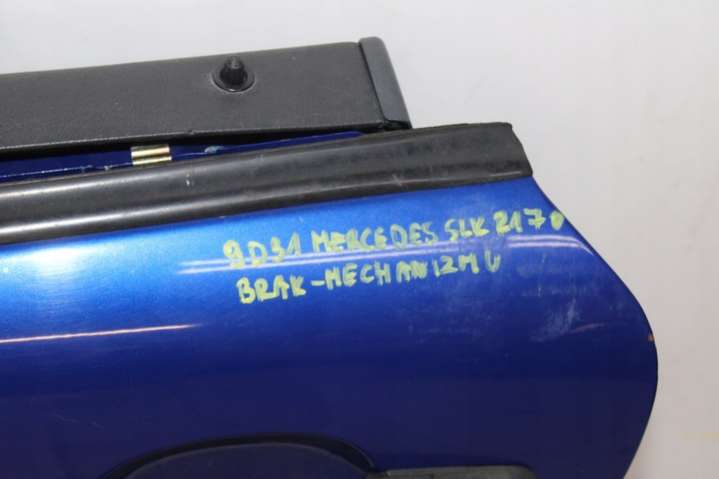 9D31 MERCEDES SLK 2170
BRAK-MECHANIZMU